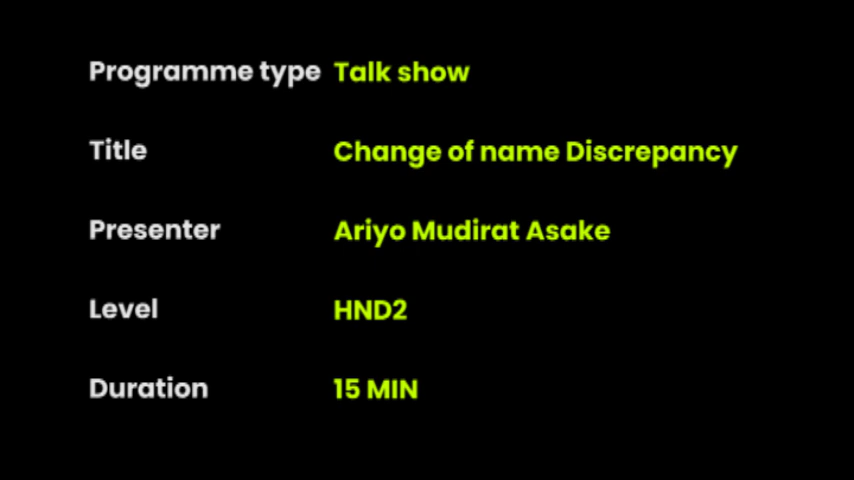 Programme type Talk show
Title Change of name Discrepancy
Presenter Ariyo Mudirat Asake
Level HND2
Duration 15 MIN